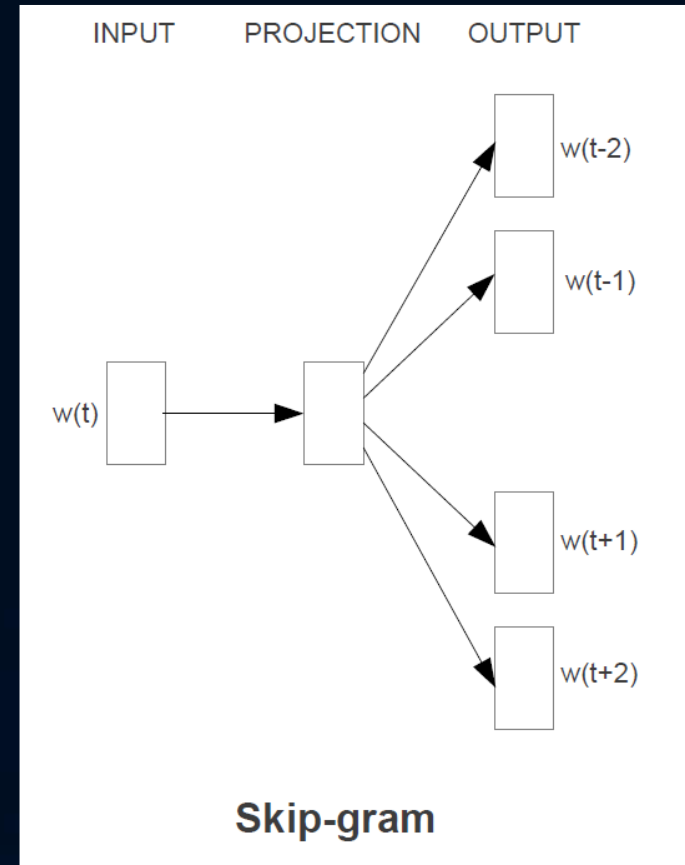 INPUT PROJECTION OUTPUT
w(t-2)
w(t-1)
w(t)
w(t+1)
w(t+2)
Skip-gram